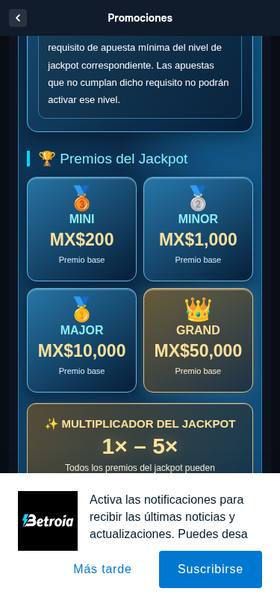 Promociones
requisito de apuesta mínima del nivel de
jackpot correspondiente. Las apuestas
que no cumplan dicho requisito no podrán
activar ese nivel.
🏆 Premios del Jackpot
3
MINI
MX$200
Premio base
2
MINOR
MX$1,000
Premio base
1
MAJOR
MX$10,000
Premio base
GRAND
MX$50,000
Premio base
✨ MULTIPLICADOR DEL JACKPOT
1× – 5×
Todos los premios del jackpot pueden
Betroia
Activa las notificaciones para
recibir las últimas noticias y
actualizaciones. Puedes desa
Más tarde
Suscribirse